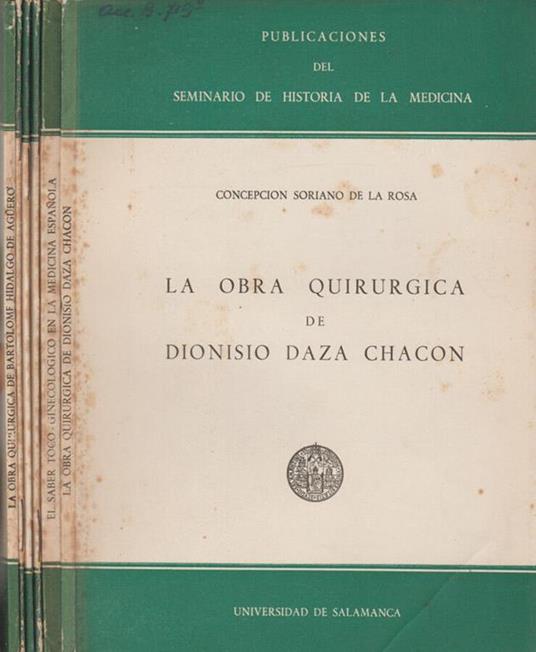 PUBLICACIONES
DEL
SEMINARIO DE HISTORIA DE LA MEDICINA
CONCEPCION SORIANO DE LA ROSA
LA OBRA QUIRURGICA
DE
DIONISIO DAZA CHACON
UNIVERSIDAD DE SALAMANCA
LA OBRA QUIRURGICA DE BARTOLOME HIDALGO DE AGÜERO
EL SABER TOCO-GINECOLOGICO EN LA MEDICINA ESPAÑOLA
LA OBRA QUIRURGICA DE DIONISIO DAZA CHACON